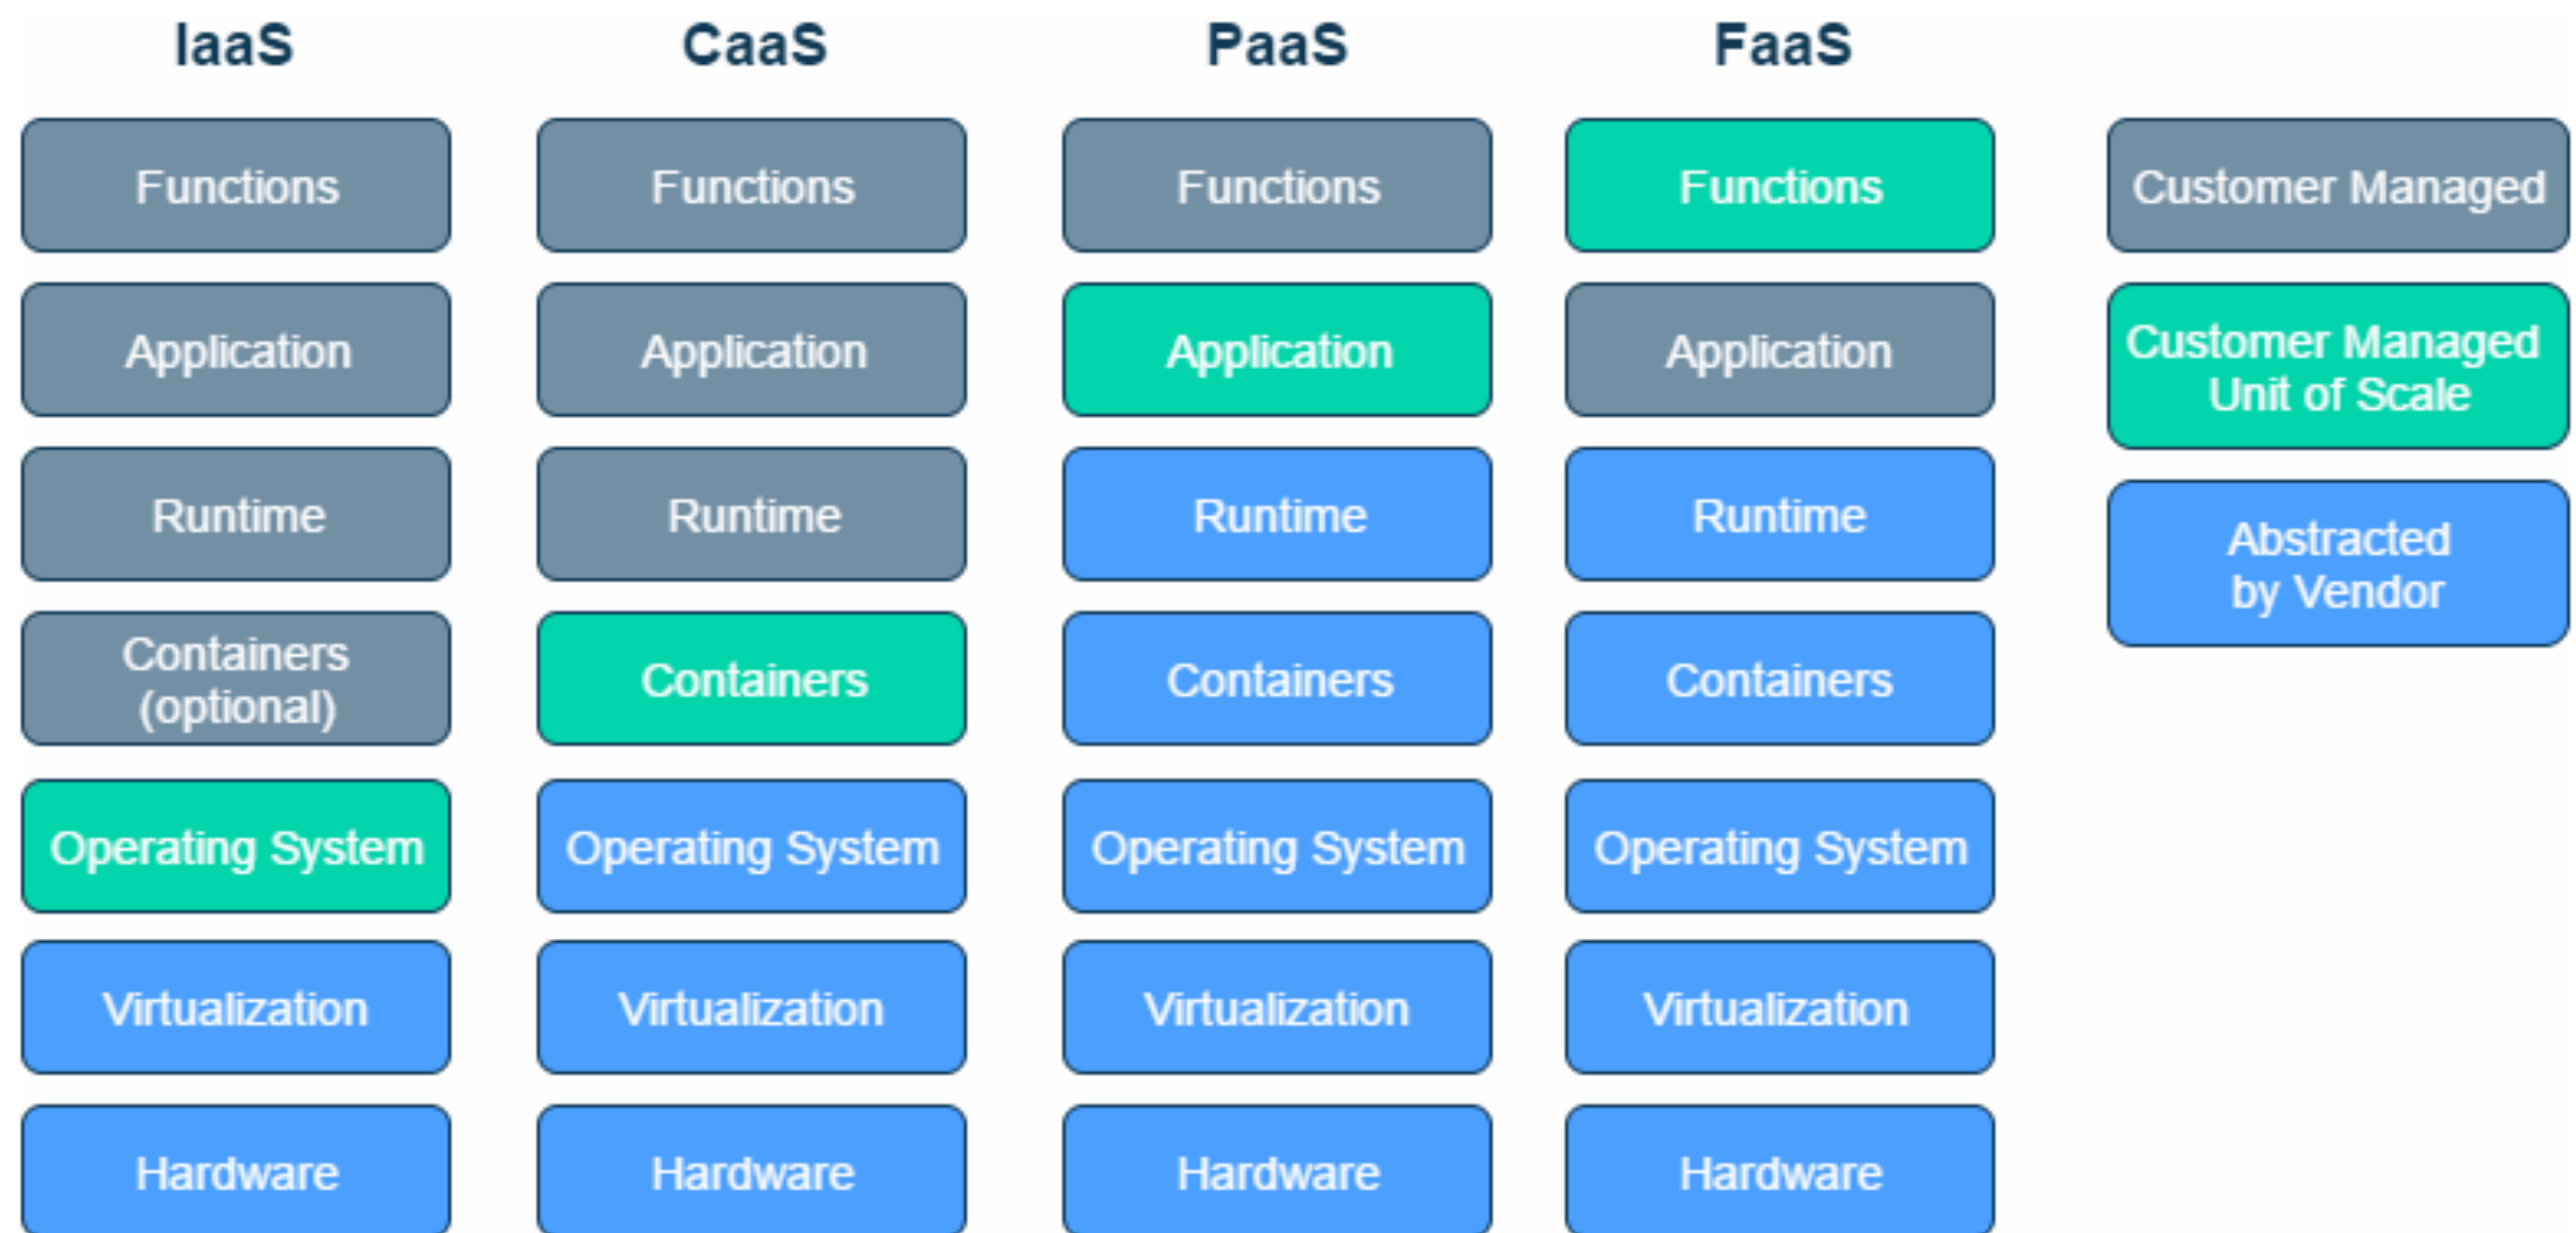 IaaS
CaaS
PaaS
FaaS
Functions
Functions
Functions
Functions
Customer Managed
Application
Application
Application
Application
Customer Managed
Unit of Scale
Runtime
Runtime
Runtime
Runtime
Abstracted
by Vendor
Containers
(optional)
Containers
Containers
Containers
Operating System
Operating System
Operating System
Operating System
Virtualization
Virtualization
Virtualization
Virtualization
Hardware
Hardware
Hardware
Hardware